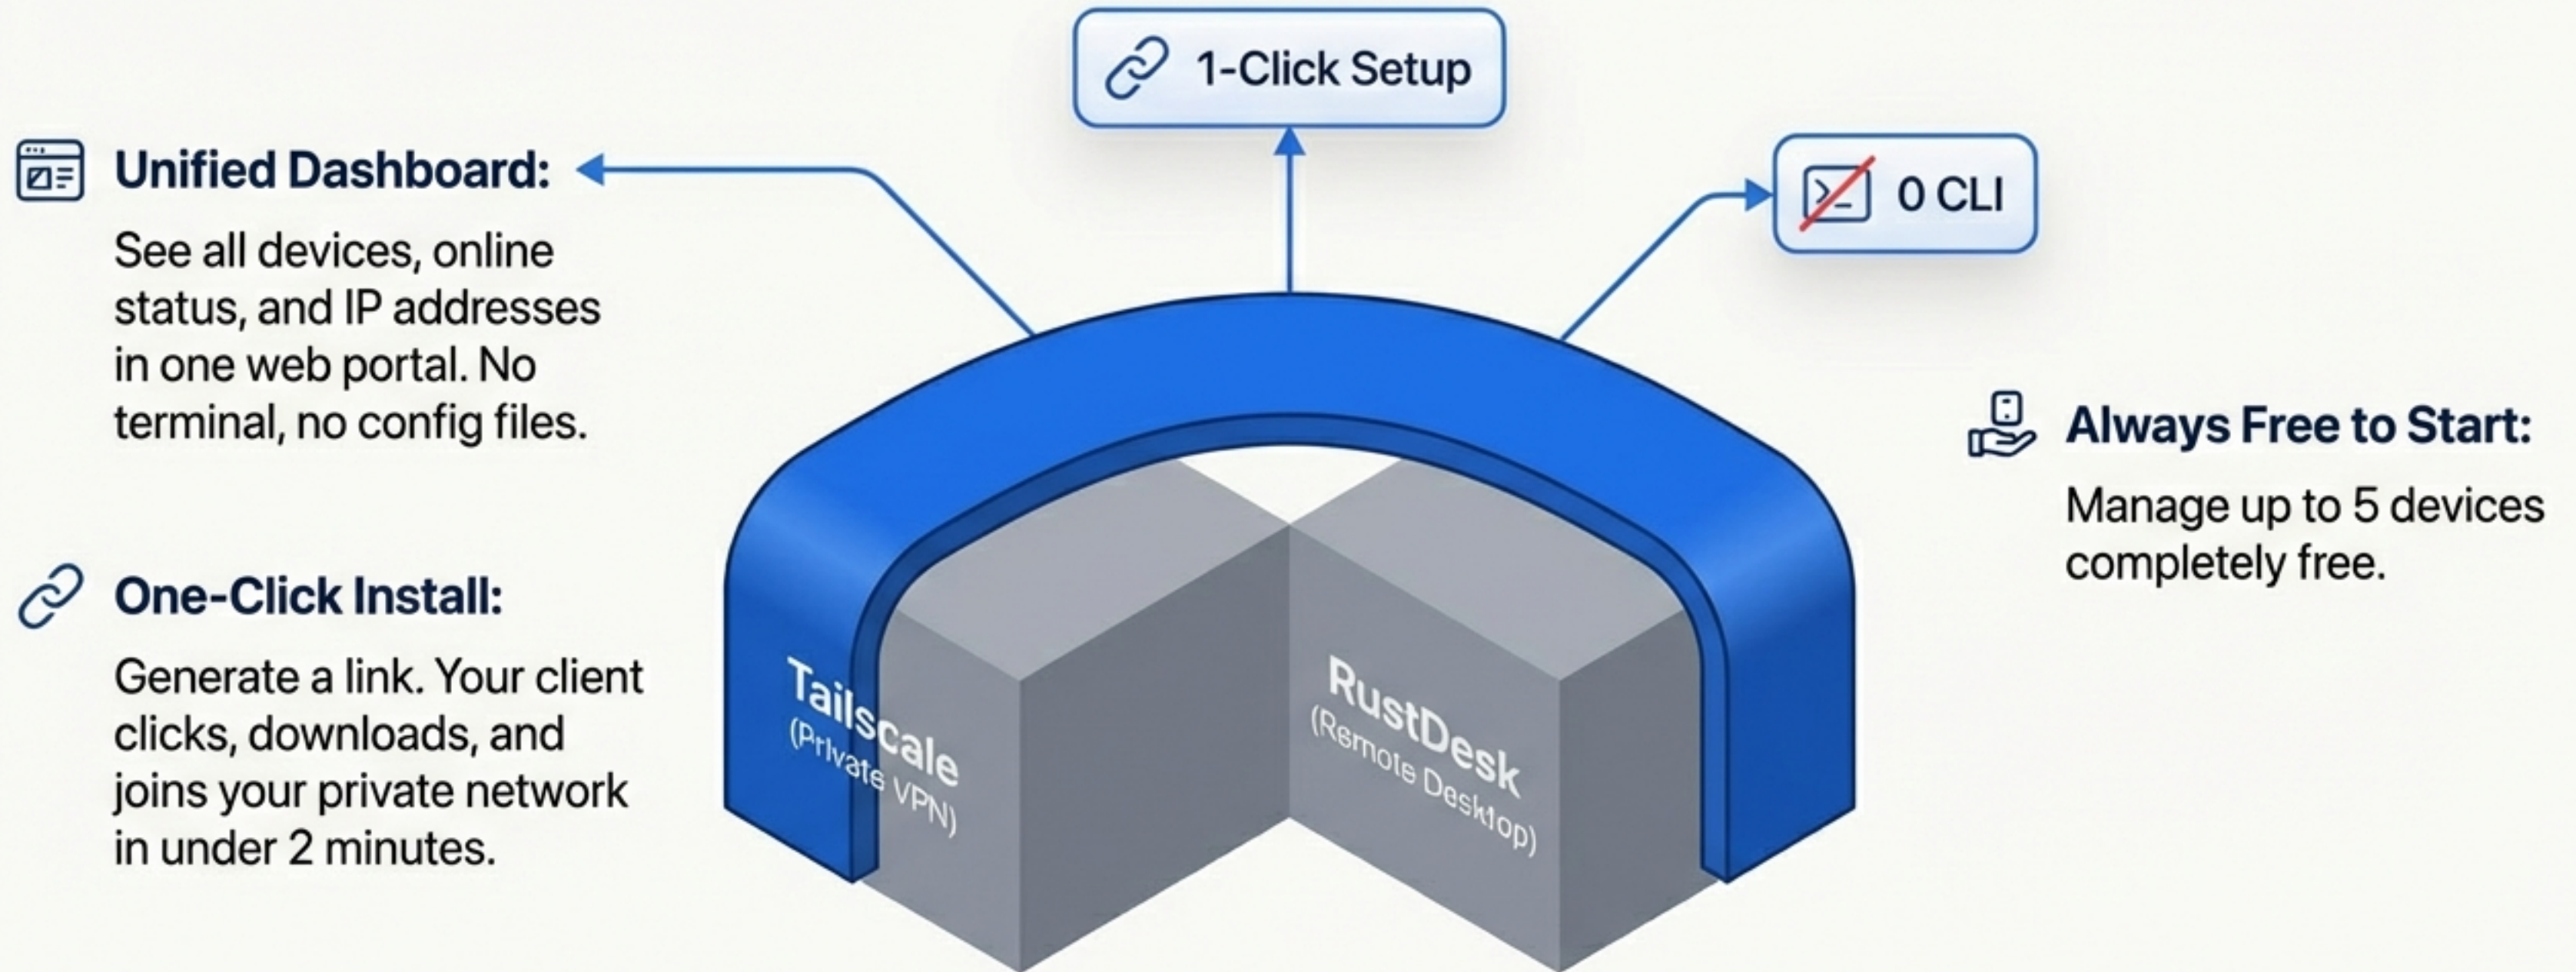 1-Click Setup
0 CLI
Unified Dashboard:
See all devices, online
status, and IP addresses
in one web portal. No
terminal, no config files.
One-Click Install:
Generate a link. Your client
clicks, downloads, and
joins your private network
in under 2 minutes.
Tailscale
(Private VPN)
RustDesk
(Remote Desktop)
Always Free to Start:
Manage up to 5 devices
completely free.